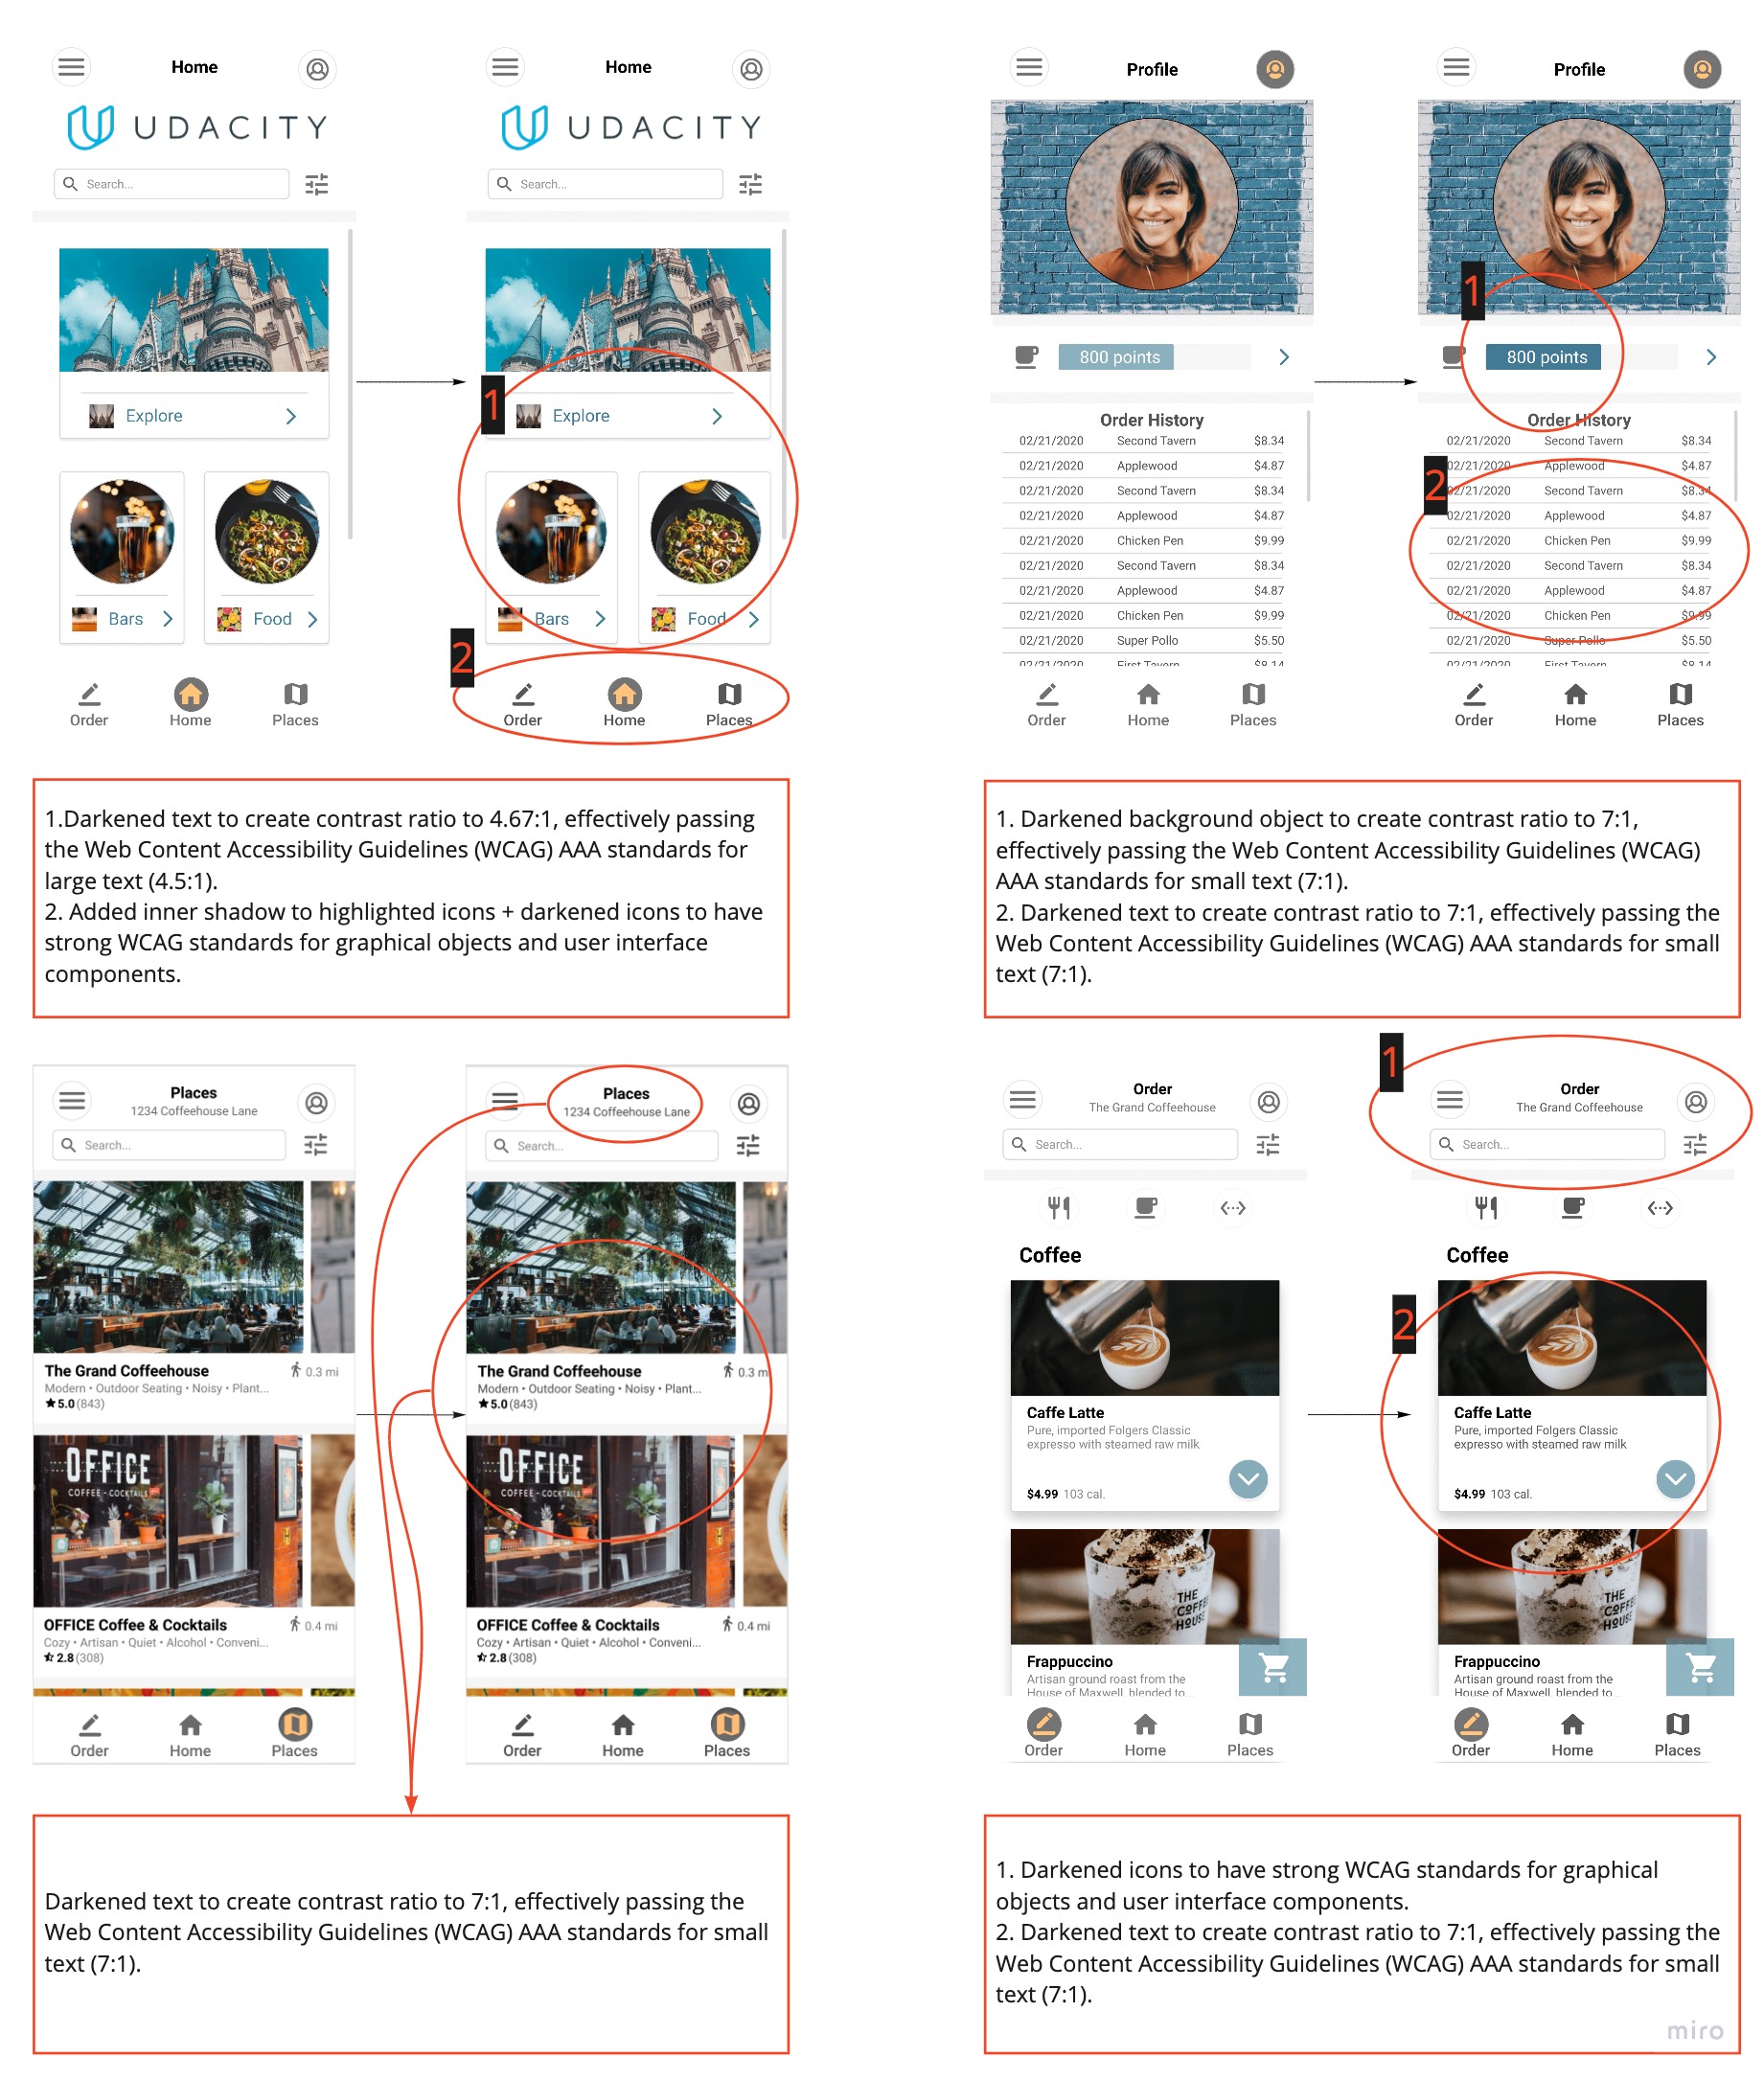 Home
UDACITY
Search...
Explore
Bars
Food
Order
Home
Places
Home
UDACITY
Search...
1
Explore
Bars
Food
2
Order
Home
Places
1.Darkened text to create contrast ratio to 4.67:1, effectively passing
the Web Content Accessibility Guidelines (WCAG) AAA standards for
large text (4.5:1).
2. Added inner shadow to highlighted icons + darkened icons to have
strong WCAG standards for graphical objects and user interface
components.
Profile
800 points
Order History
02/21/2020 Second Tavern $8.34
02/21/2020 Applewood $4.87
02/21/2020 Second Tavern $8.34
02/21/2020 Applewood $4.87
02/21/2020 Chicken Pen $9.99
02/21/2020 Second Tavern $8.34
02/21/2020 Applewood $4.87
02/21/2020 Chicken Pen $9.99
02/21/2020 Super Pollo $5.50
02/21/2020 First Tavern $8.14
Order
Home
Places
Profile
1
800 points
Order History
02/21/2020 Second Tavern $8.34
02/21/2020 Applewood $4.87
2
02/21/2020 Second Tavern $8.34
02/21/2020 Applewood $4.87
02/21/2020 Chicken Pen $9.99
02/21/2020 Second Tavern $8.34
02/21/2020 Applewood $4.87
02/21/2020 Chicken Pen $9.99
02/21/2020 Super Pollo $5.50
02/21/2020 First Tavern $8.14
Order
Home
Places
1. Darkened background object to create contrast ratio to 7:1,
effectively passing the Web Content Accessibility Guidelines (WCAG)
AAA standards for small text (7:1).
2. Darkened text to create contrast ratio to 7:1, effectively passing the
Web Content Accessibility Guidelines (WCAG) AAA standards for small
text (7:1).
Places
1234 Coffeehouse Lane
Search...
The Grand Coffeehouse
0.3 mi
Modern • Outdoor Seating • Noisy • Plant...
5.0 (843)
OFFICE
COFFEE - COCKTAILS
OFFICE Coffee & Cocktails
0.4 mi
Cozy • Artisan • Quiet • Alcohol • Conveni...
2.8 (308)
Order
Home
Places
Places
1234 Coffeehouse Lane
Search...
The Grand Coffeehouse
0.3 m
Modern • Outdoor Seating • Noisy • Plant...
5.0 (843)
OFFICE
COFFEE - COCKTAILS
OFFICE Coffee & Cocktails
0.4 mi
Cozy • Artisan • Quiet • Alcohol • Conveni...
2.8 (308)
Order
Home
Places
Darkened text to create contrast ratio to 7:1, effectively passing the
Web Content Accessibility Guidelines (WCAG) AAA standards for small
text (7:1).
Order
The Grand Coffeehouse
Search...
Coffee
Caffe Latte
Pure, imported Folgers Classic
expresso with steamed raw milk
$4.99 103 cal.
THE
COFFE
HOUSE
Frappuccino
Artisan ground roast from the
House of Maxwell, blended to...
Order
Home
Places
1
Order
The Grand Coffeehouse
Search...
Coffee
2
Caffe Latte
Pure, imported Folgers Classic
expresso with steamed raw milk
$4.99 103 cal.
THE
COFFE
HOUSE
Frappuccino
Artisan ground roast from the
House of Maxwell, blended to...
Order
Home
Places
1. Darkened icons to have strong WCAG standards for graphical
objects and user interface components.
2. Darkened text to create contrast ratio to 7:1, effectively passing the
Web Content Accessibility Guidelines (WCAG) AAA standards for small
text (7:1).
miro